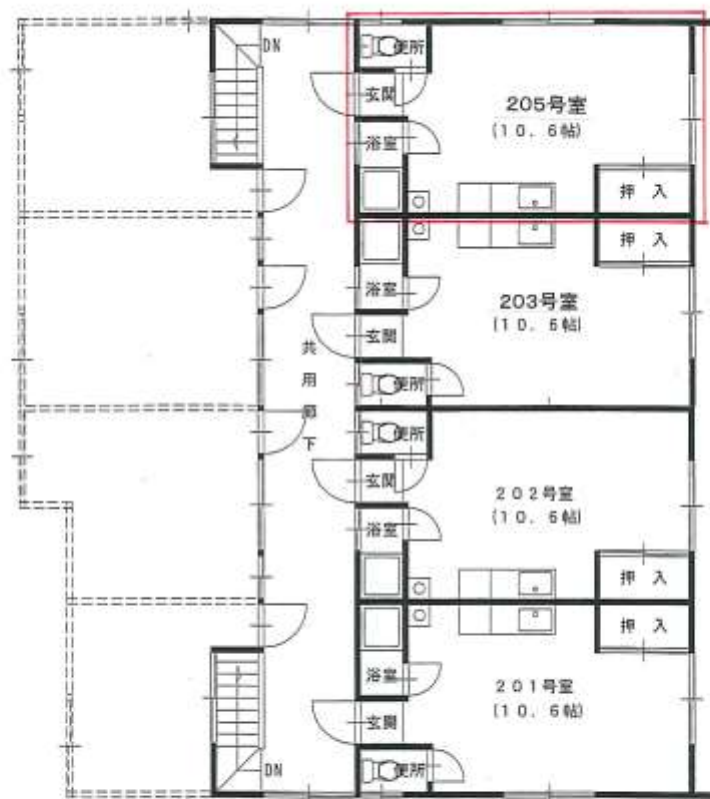 DN
便所
玄関
浴室
205号室
(10.6帖)
押 入
押 入
浴室
203号室
(10.6帖)
玄関
共用廊下
便所
便所
玄関
202号室
(10.6帖)
浴室
押 入
押 入
浴室
201号室
(10.6帖)
玄関
便所
DN